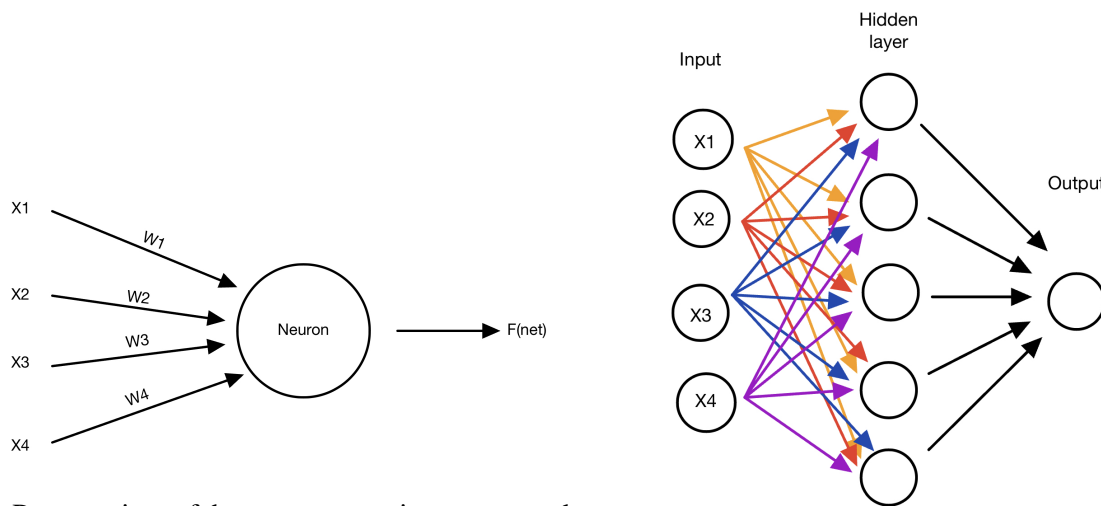 X1
W1
X2
W2
X3
W3
X4
W4
Neuron
F(net)
Input
Hidden
layer
Output
X1
X2
X3
X4